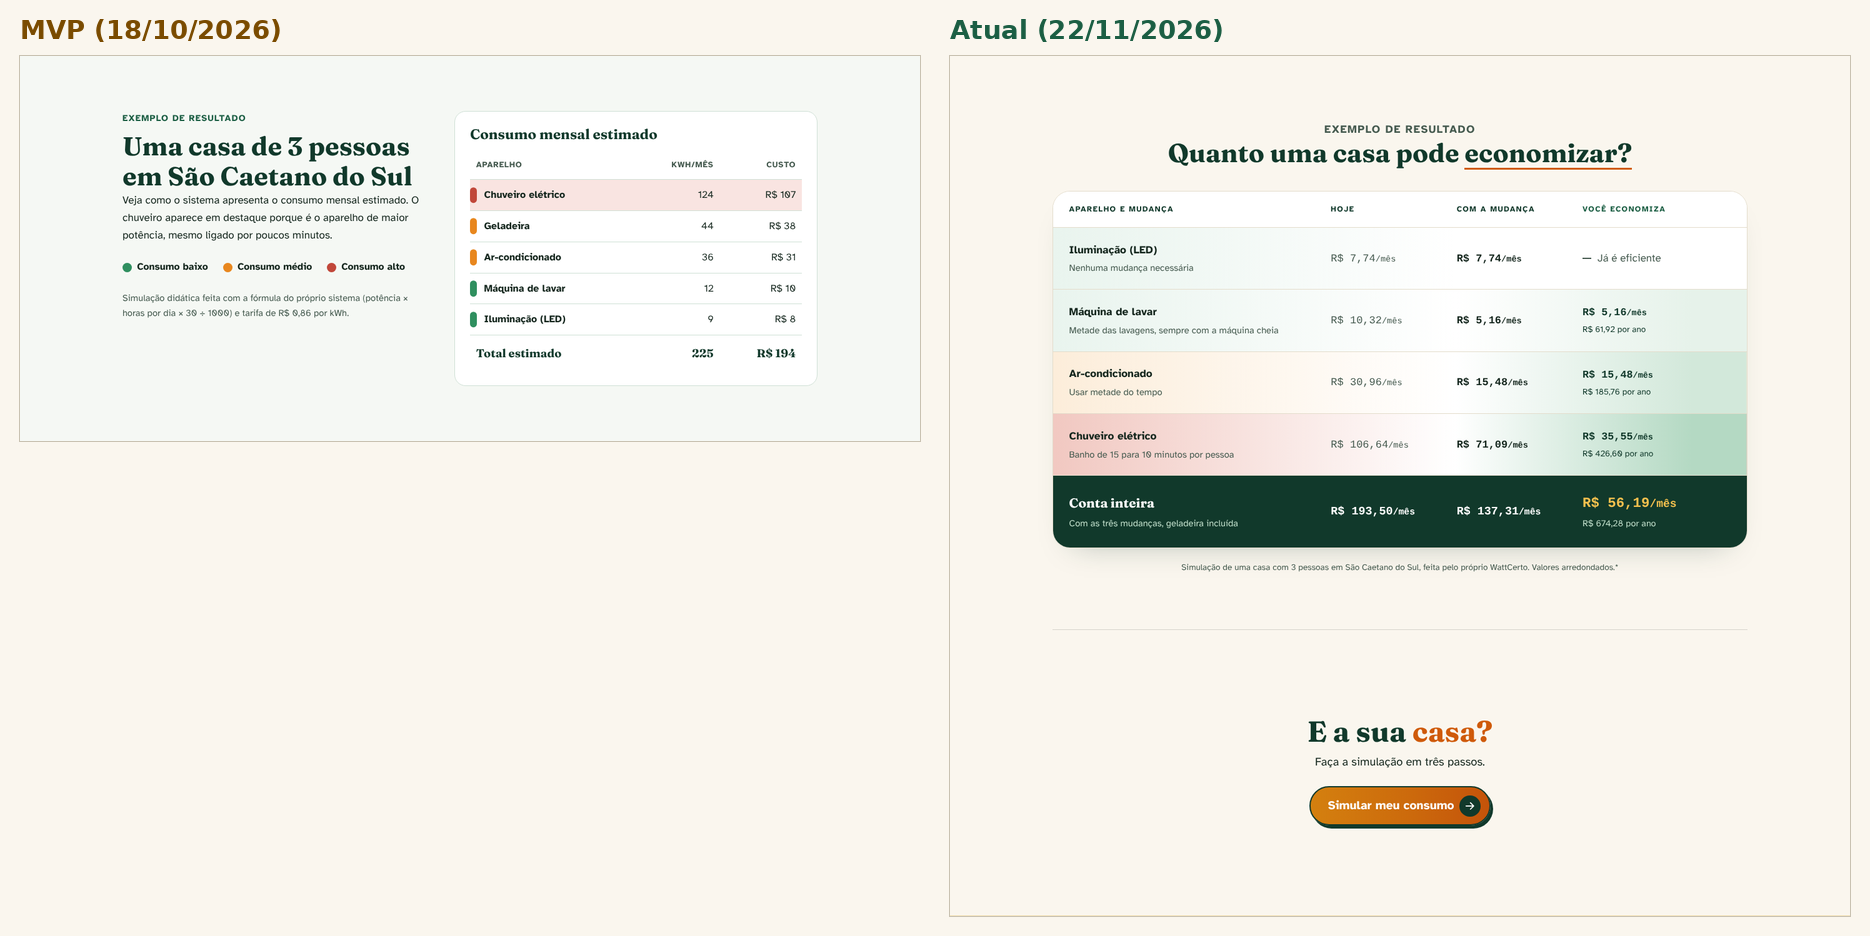 MVP (18/10/2026)
EXEMPLO DE RESULTADO
Uma casa de 3 pessoas
em São Caetano do Sul
Veja como o sistema apresenta o consumo mensal estimado. O
chuveiro aparece em destaque porque é o aparelho de maior
potência, mesmo ligado por poucos minutos.
Consumo baixo Consumo médio Consumo alto
Simulação didática feita com a fórmula do próprio sistema (potência ×
horas por dia × 30 ÷ 1000) e tarifa de R$ 0,86 por kWh.
Consumo mensal estimado
APARELHO KWH/MÊS CUSTO
Chuveiro elétrico 124 R$ 107
Geladeira 44 R$ 38
Ar-condicionado 36 R$ 31
Máquina de lavar 12 R$ 10
Iluminação (LED) 9 R$ 8
Total estimado 225 R$ 194
Atual (22/11/2026)
EXEMPLO DE RESULTADO
Quanto uma casa pode economizar?
APARELHO E MUDANÇA HOJE COM A MUDANÇA VOCÊ ECONOMIZA
Iluminação (LED)
Nenhuma mudança necessária
R$ 7,74/mês R$ 7,74/mês — Já é eficiente
Máquina de lavar
Metade das lavagens, sempre com a máquina cheia
R$ 10,32/mês R$ 5,16/mês R$ 5,16/mês
R$ 61,92 por ano
Ar-condicionado
Usar metade do tempo
R$ 30,96/mês R$ 15,48/mês R$ 15,48/mês
R$ 185,76 por ano
Chuveiro elétrico
Banho de 15 para 10 minutos por pessoa
R$ 106,64/mês R$ 71,09/mês R$ 35,55/mês
R$ 426,60 por ano
Conta inteira
Com as três mudanças, geladeira incluída
R$ 193,50/mês R$ 137,31/mês R$ 56,19/mês
R$ 674,28 por ano
Simulação de uma casa com 3 pessoas em São Caetano do Sul, feita pelo próprio WattCerto. Valores arredondados.*
E a sua casa?
Faça a simulação em três passos.
Simular meu consumo →